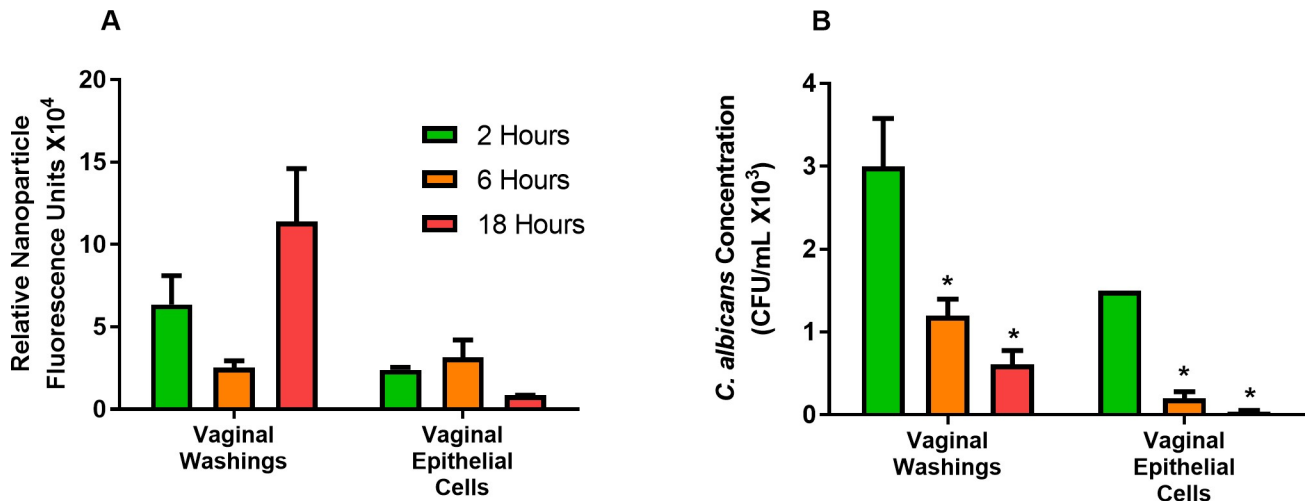 A
Relative Nanoparticle
Fluorescence Units X10⁴
20
15
10
5
0
2 Hours
6 Hours
18 Hours
Vaginal
Washings
Vaginal
Epithelial
Cells
B
C. albicans Concentration
(CFU/mL X10³)
4
3
2
1
0
*
*
*
*
Vaginal
Washings
Vaginal
Epithelial
Cells